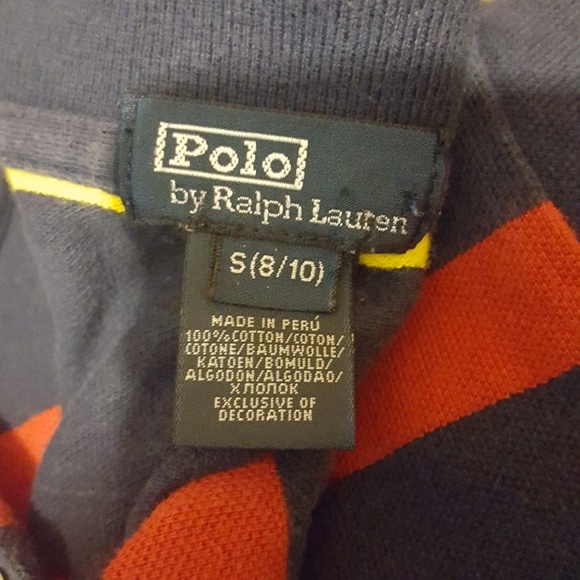 Polo
by Ralph Lauren
S(8/10)
MADE IN PERÚ
100%COTTON/COTON/
COTONE/BAUMWOLLE/
KATOEN/BOMULD/
ALGODON/ALGODAO/
ХЛОПОК
EXCLUSIVE OF
DECORATION